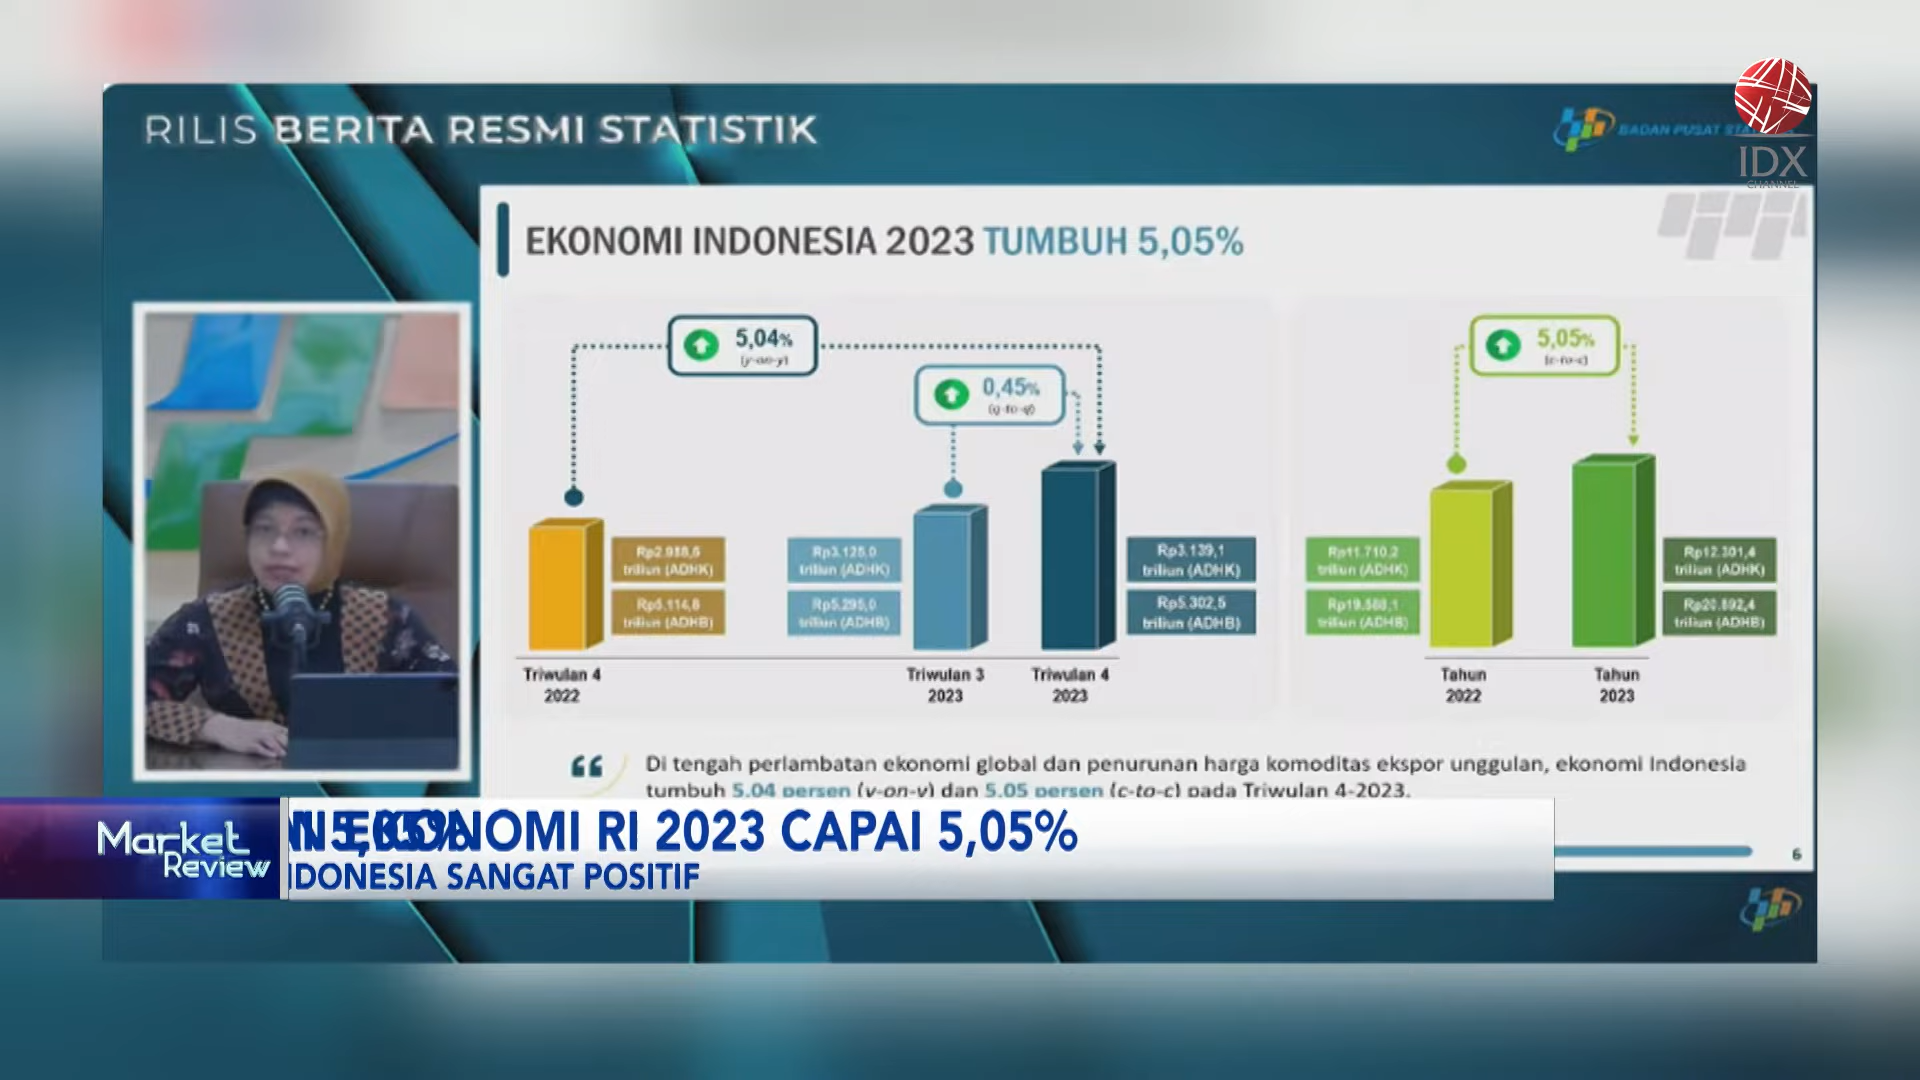 RILIS BERITA RESMI STATISTIK
BADAN PUSAT
IDX
CHANNEL
EKONOMI INDONESIA 2023 TUMBUH 5,05%
5,04%
(y-on-y)
0,45%
(q-to-q)
5,05%
(c-to-c)
Rp2.988,5
triliun (ADHK)
Rp5.114,8
triliun (ADHB)
Rp3.125,0
triliun (ADHK)
Rp5.295,0
triliun (ADHB)
Rp3.139,1
triliun (ADHK)
Rp5.302,5
triliun (ADHB)
Rp11.710,2
triliun (ADHK)
Rp19.588,1
triliun (ADHB)
Rp12.301,4
triliun (ADHK)
Rp20.892,4
triliun (ADHB)
Triwulan 4
2022
Triwulan 3
2023
Triwulan 4
2023
Tahun
2022
Tahun
2023
Di tengah perlambatan ekonomi global dan penurunan harga komoditas ekspor unggulan, ekonomi Indonesia
tumbuh 5,04 persen (y-on-y) dan 5,05 persen (c-to-c) pada Triwulan 4-2023.
Market
Review
EKONOMI RI 2023 CAPAI 5,05%
NDONESIA SANGAT POSITIF
6